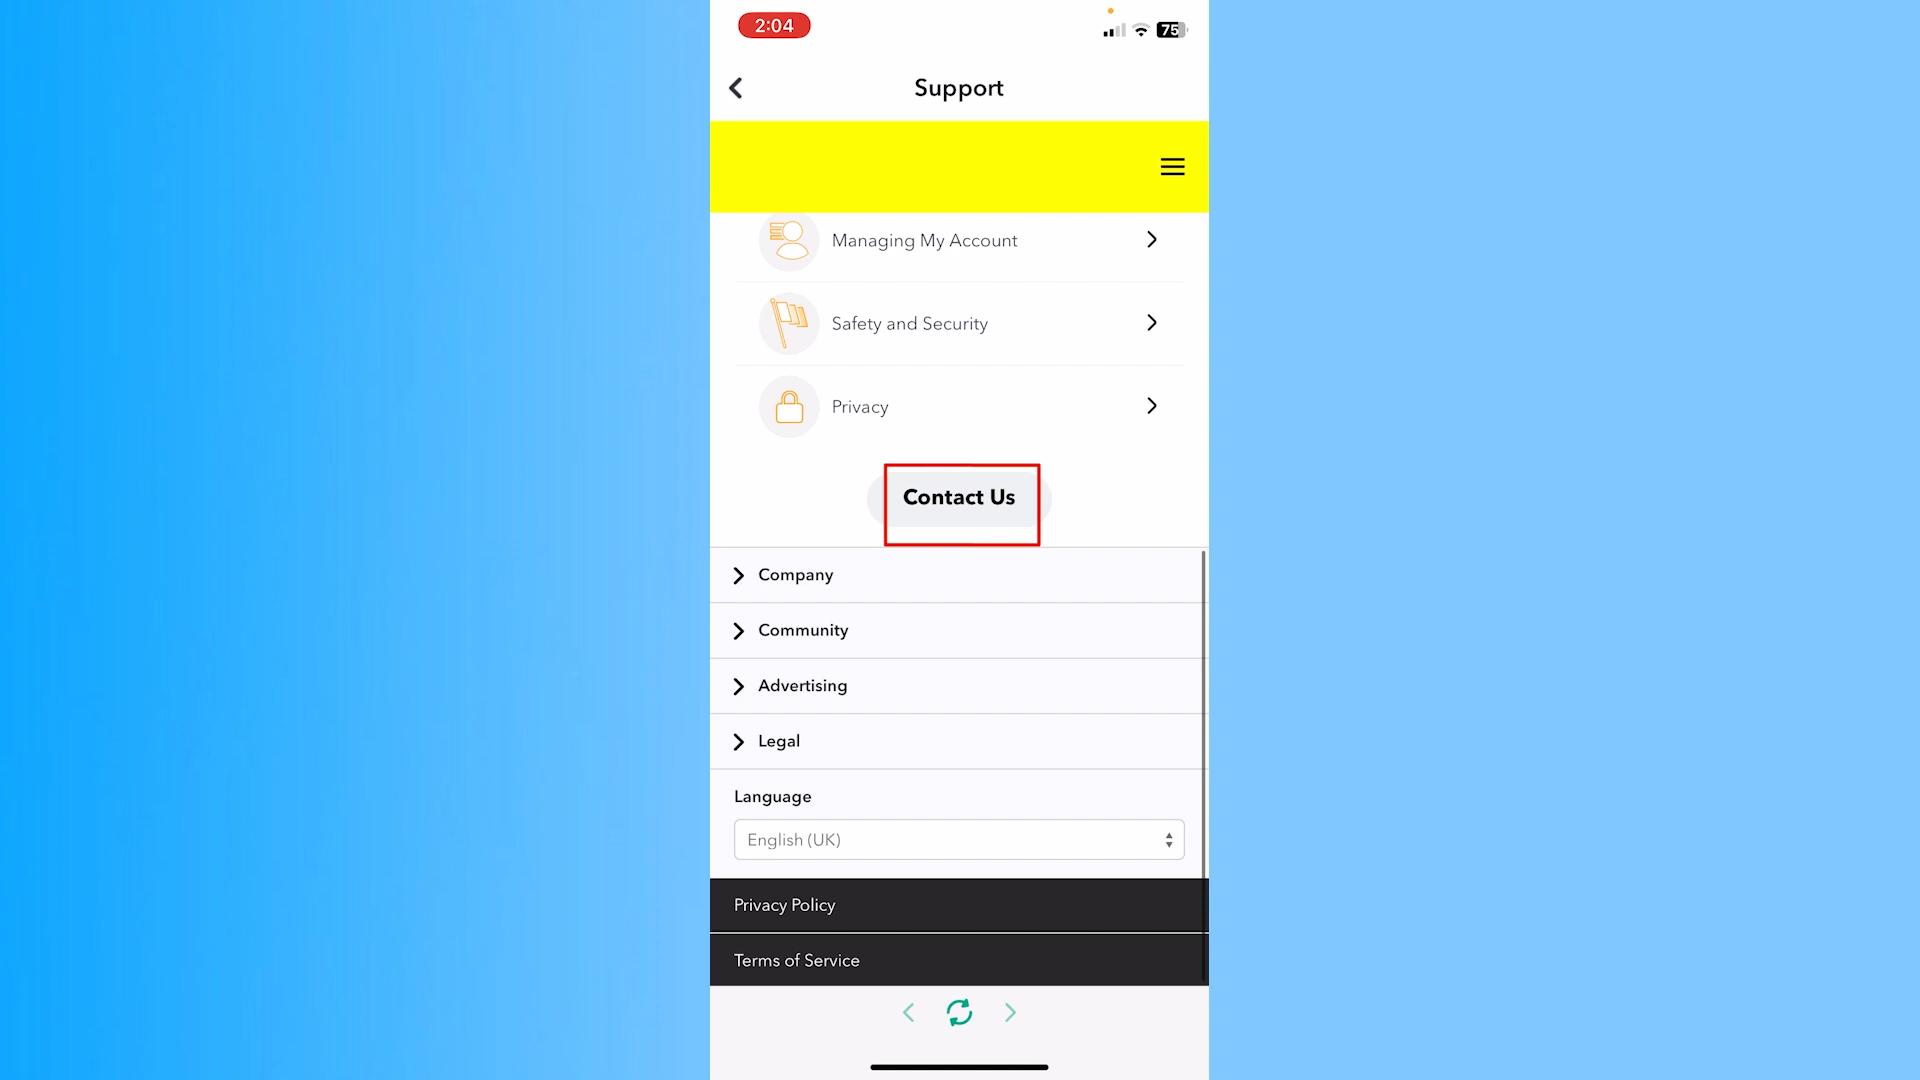 2:04
75
Support
Managing My Account
Safety and Security
Privacy
Contact Us
Company
Community
Advertising
Legal
Language
English (UK)
Privacy Policy
Terms of Service